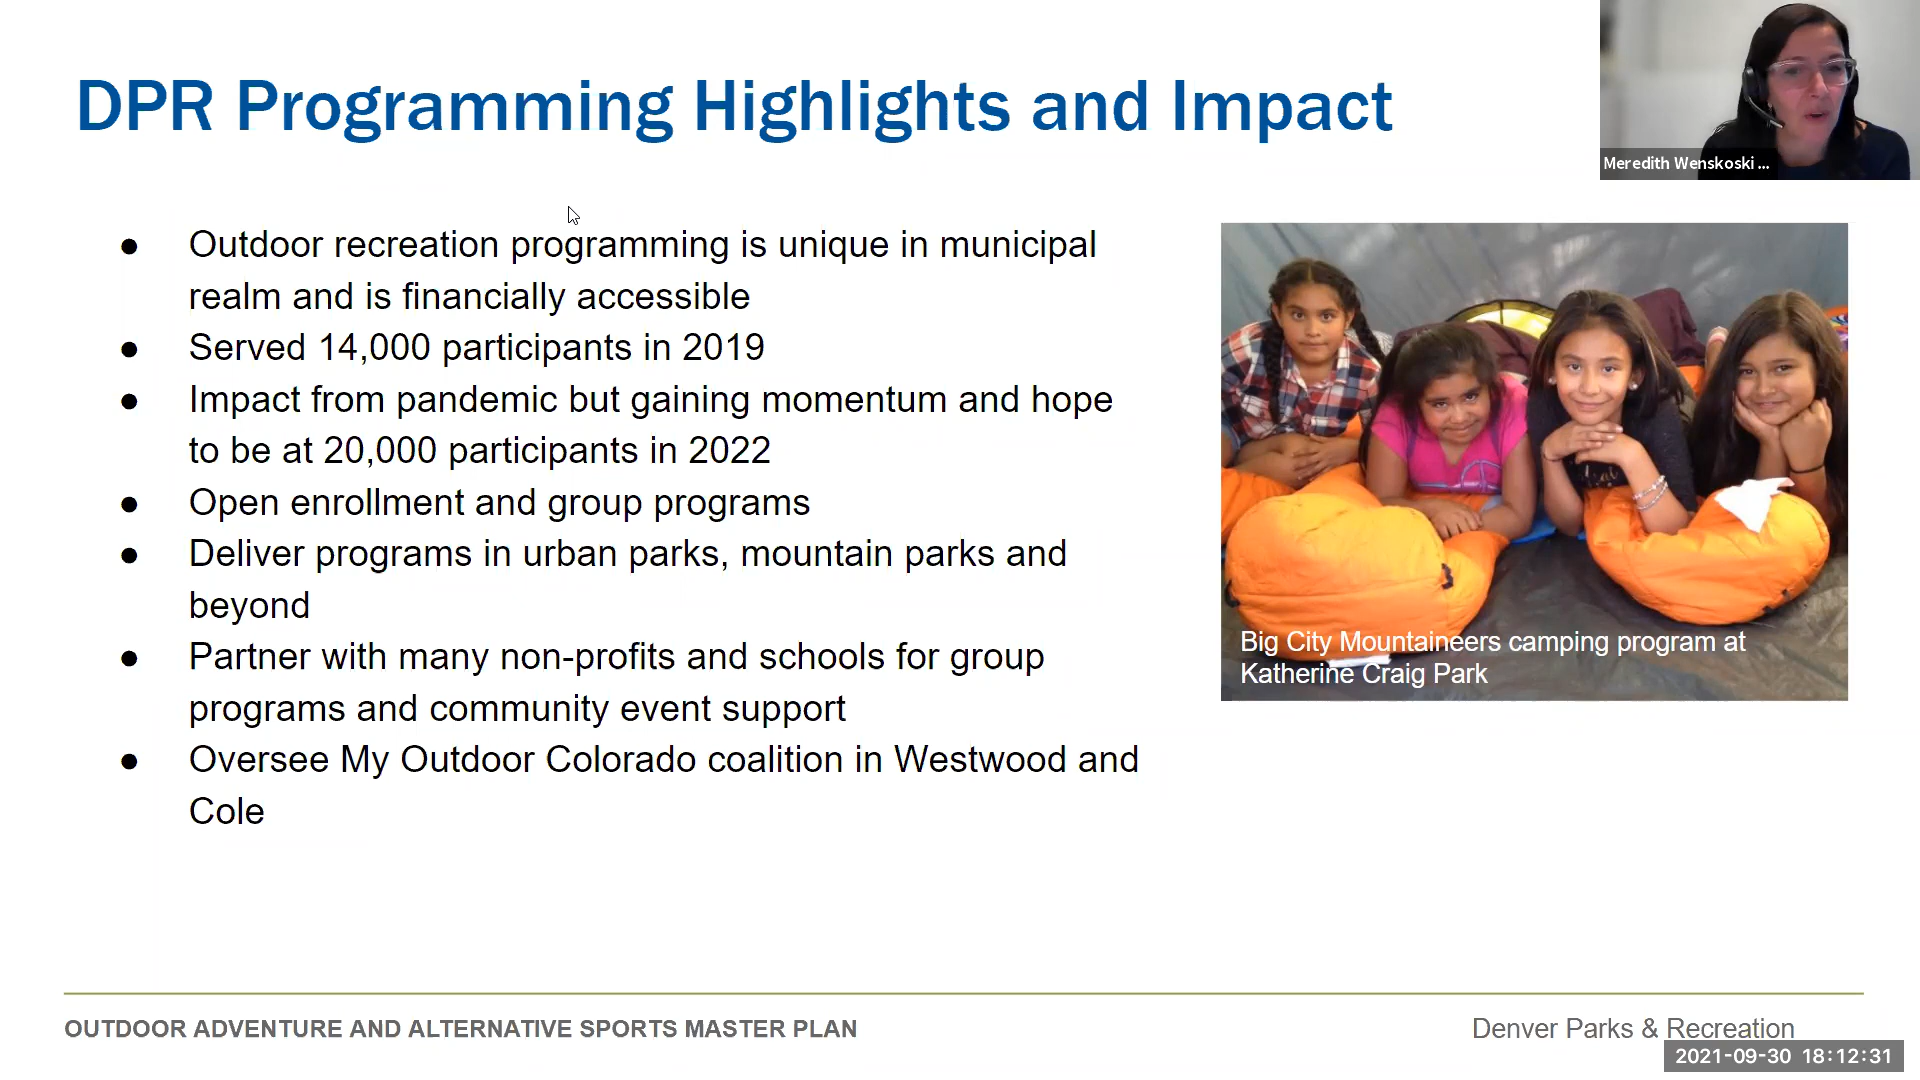 DPR Programming Highlights and Impact
Meredith Wenskoski ...
● Outdoor recreation programming is unique in municipal
realm and is financially accessible
● Served 14,000 participants in 2019
● Impact from pandemic but gaining momentum and hope
to be at 20,000 participants in 2022
● Open enrollment and group programs
● Deliver programs in urban parks, mountain parks and
beyond
● Partner with many non-profits and schools for group
programs and community event support
● Oversee My Outdoor Colorado coalition in Westwood and
Cole
Big City Mountaineers camping program at
Katherine Craig Park
OUTDOOR ADVENTURE AND ALTERNATIVE SPORTS MASTER PLAN
Denver Parks & Recreation
2021-09-30 18:12:31